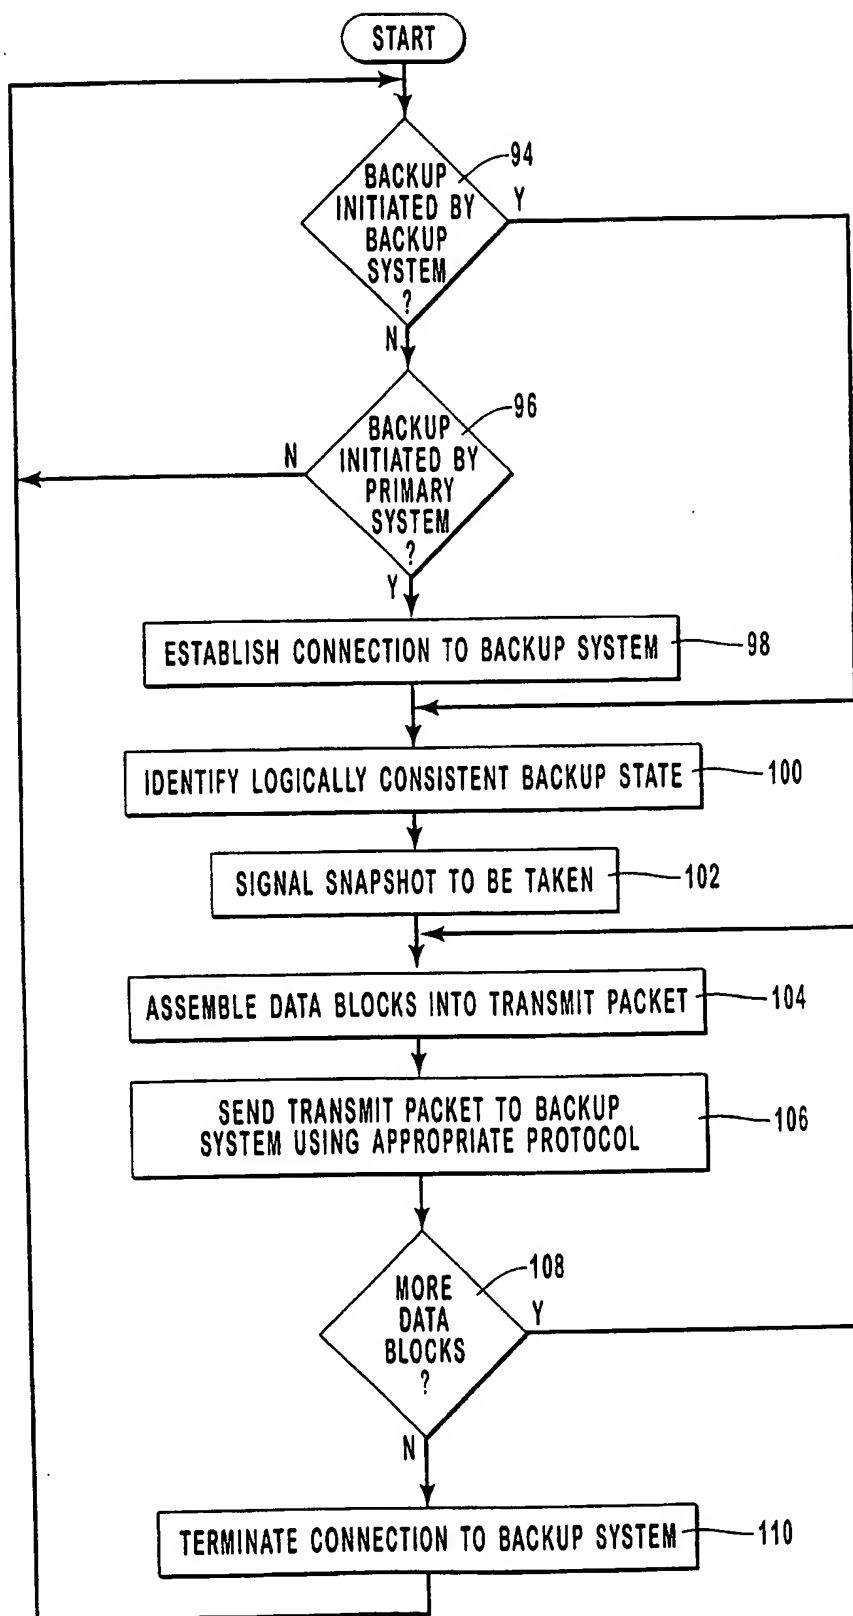 START
94
BACKUP
INITIATED BY
BACKUP
SYSTEM
?
Y
N
96
BACKUP
INITIATED BY
PRIMARY
SYSTEM
?
N
Y
ESTABLISH CONNECTION TO BACKUP SYSTEM
98
IDENTIFY LOGICALLY CONSISTENT BACKUP STATE
100
SIGNAL SNAPSHOT TO BE TAKEN
102
ASSEMBLE DATA BLOCKS INTO TRANSMIT PACKET
104
SEND TRANSMIT PACKET TO BACKUP
SYSTEM USING APPROPRIATE PROTOCOL
106
108
MORE
DATA
BLOCKS
?
Y
N
TERMINATE CONNECTION TO BACKUP SYSTEM
110